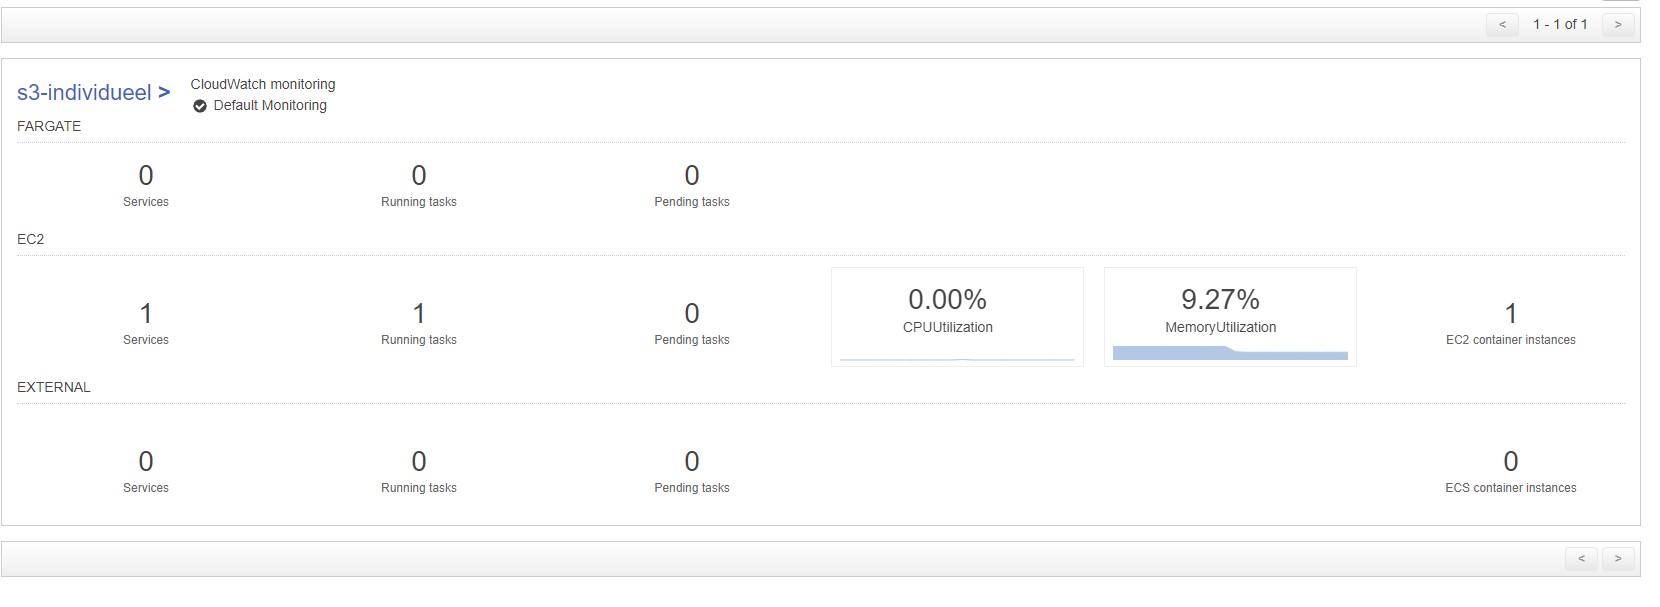 < 1 - 1 of 1 >
s3-individueel > CloudWatch monitoring
Default Monitoring
FARGATE
0 0 0
Services Running tasks Pending tasks
EC2
1 1 0 0.00% 9.27% 1
Services Running tasks Pending tasks CPUUtilization MemoryUtilization EC2 container instances
EXTERNAL
0 0 0 0
Services Running tasks Pending tasks ECS container instances
< >